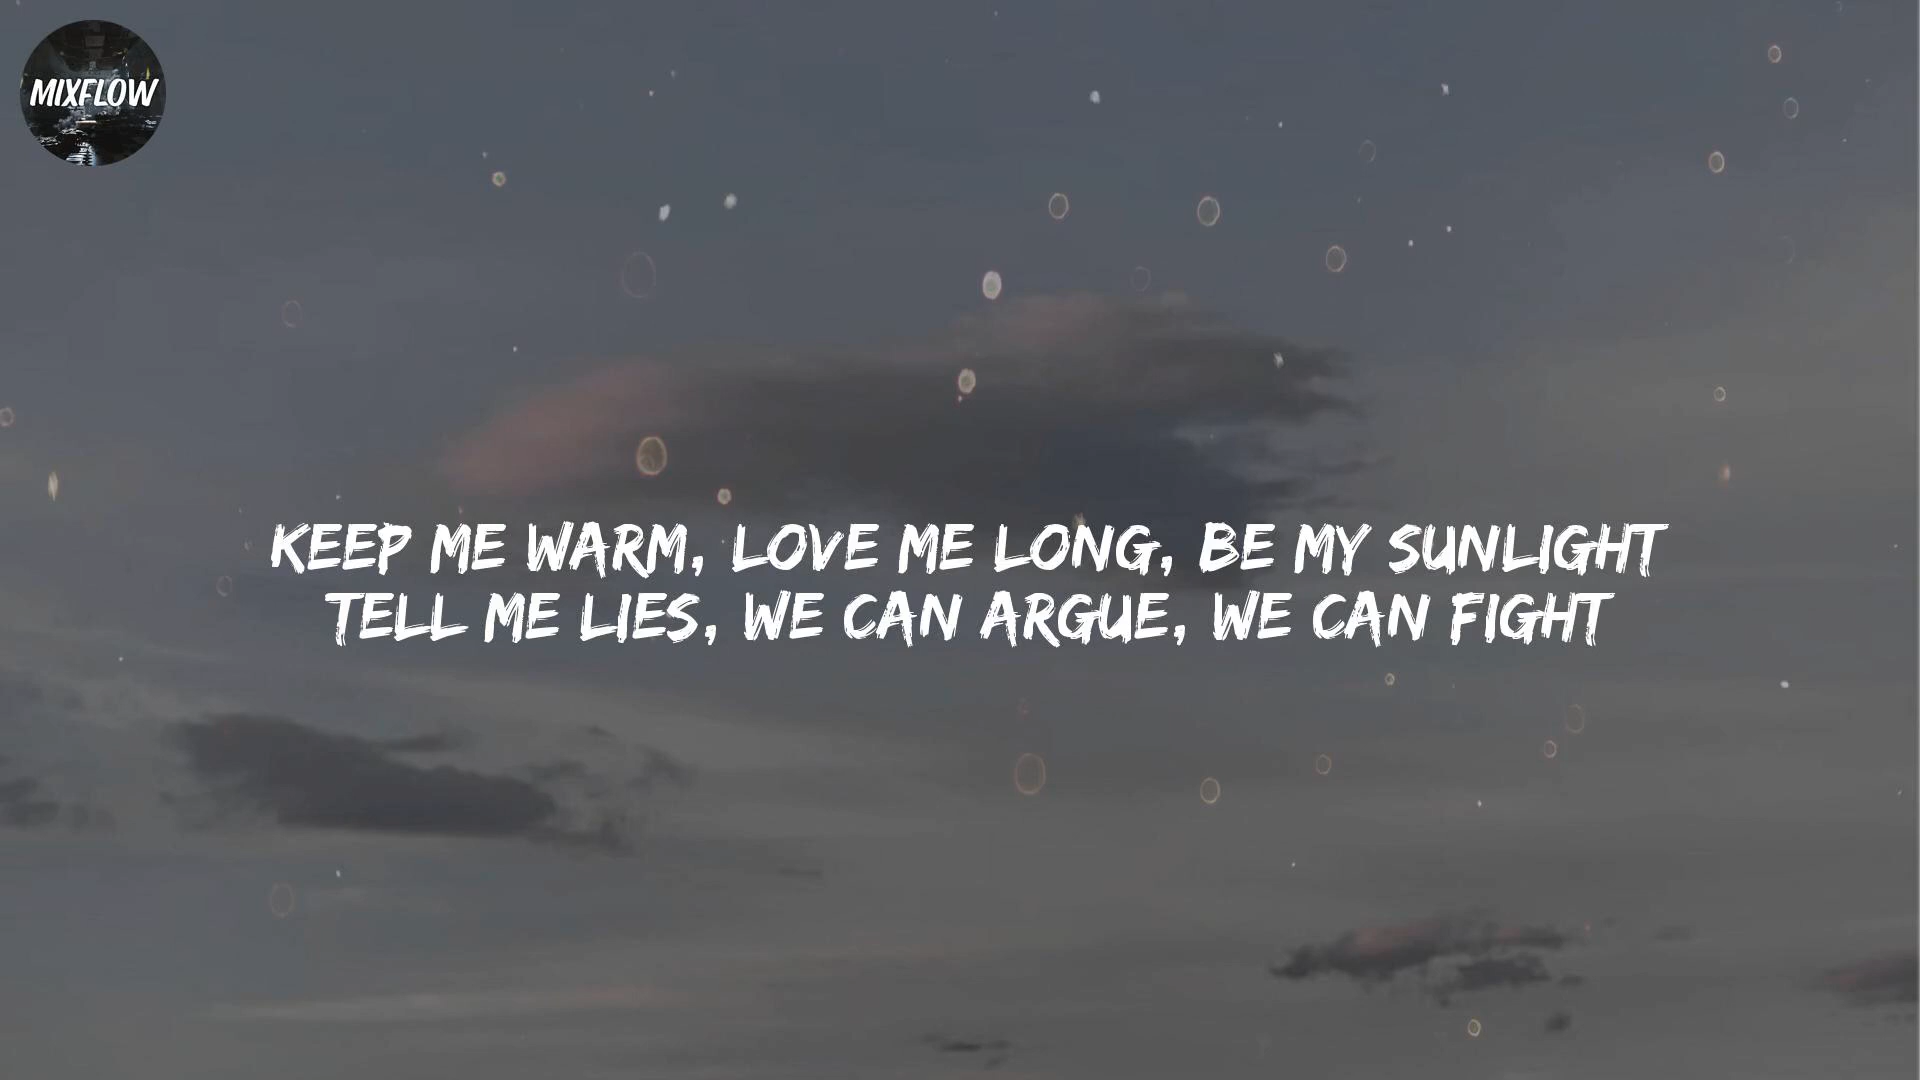 MIXFLOW
KEEP ME WARM, LOVE ME LONG, BE MY SUNLIGHT
TELL ME LIES, WE CAN ARGUE, WE CAN FIGHT